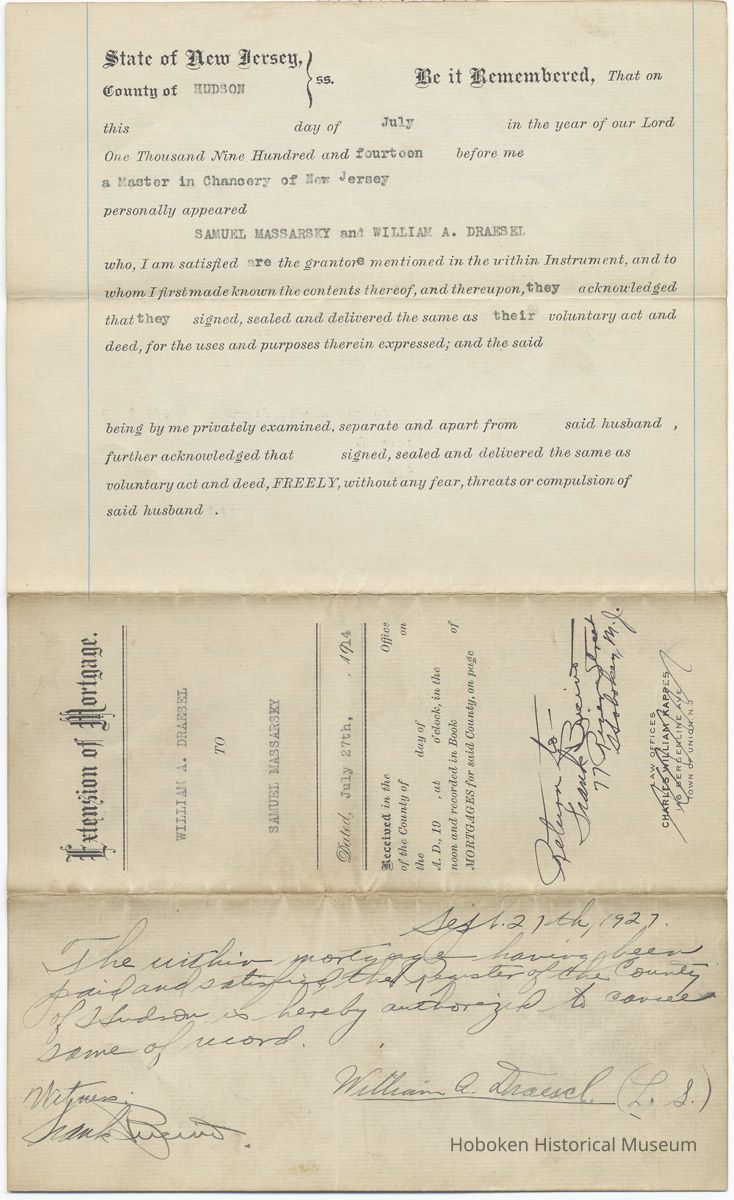 State of New Jersey, } ss.
County of HUDSON
Be it Remembered, That on
this day of July in the year of our Lord
One Thousand Nine Hundred and fourteen before me
a Master in Chancery of New Jersey
personally appeared
SAMUEL MASSARSKY and WILLIAM A. DRAESEL
who, I am satisfied are the grantors mentioned in the within Instrument, and to
whom I first made known the contents thereof, and thereupon, they acknowledged
that they signed, sealed and delivered the same as their voluntary act and
deed, for the uses and purposes therein expressed; and the said
being by me privately examined, separate and apart from said husband ,
further acknowledged that signed, sealed and delivered the same as
voluntary act and deed, FREELY, without any fear, threats or compulsion of
said husband .
Extension of Mortgage.
WILLIAM A. DRAESEL
TO
SAMUEL MASSARSKY
Dated, July 27th, 1914
Received in the Office
of the County of on
the day of
A. D., 19 , at o'clock, in the
noon and recorded in Book of
MORTGAGES for said County, on page
Return to—
Frank
77 River Street
Hoboken, N.J.
LAW OFFICES
CHARLES WILLIAM KAPPES
BERGENLINE AVE.
TOWN OF UNION N.J.
Sept. 27th, 1927.
The within mortgage having been
paid and satisfied, the register of the County
of Hudson is hereby authorized to cancel
same of record.
William A. Draesel. (L. S.)
Witness:
Frank
Hoboken Historical Museum